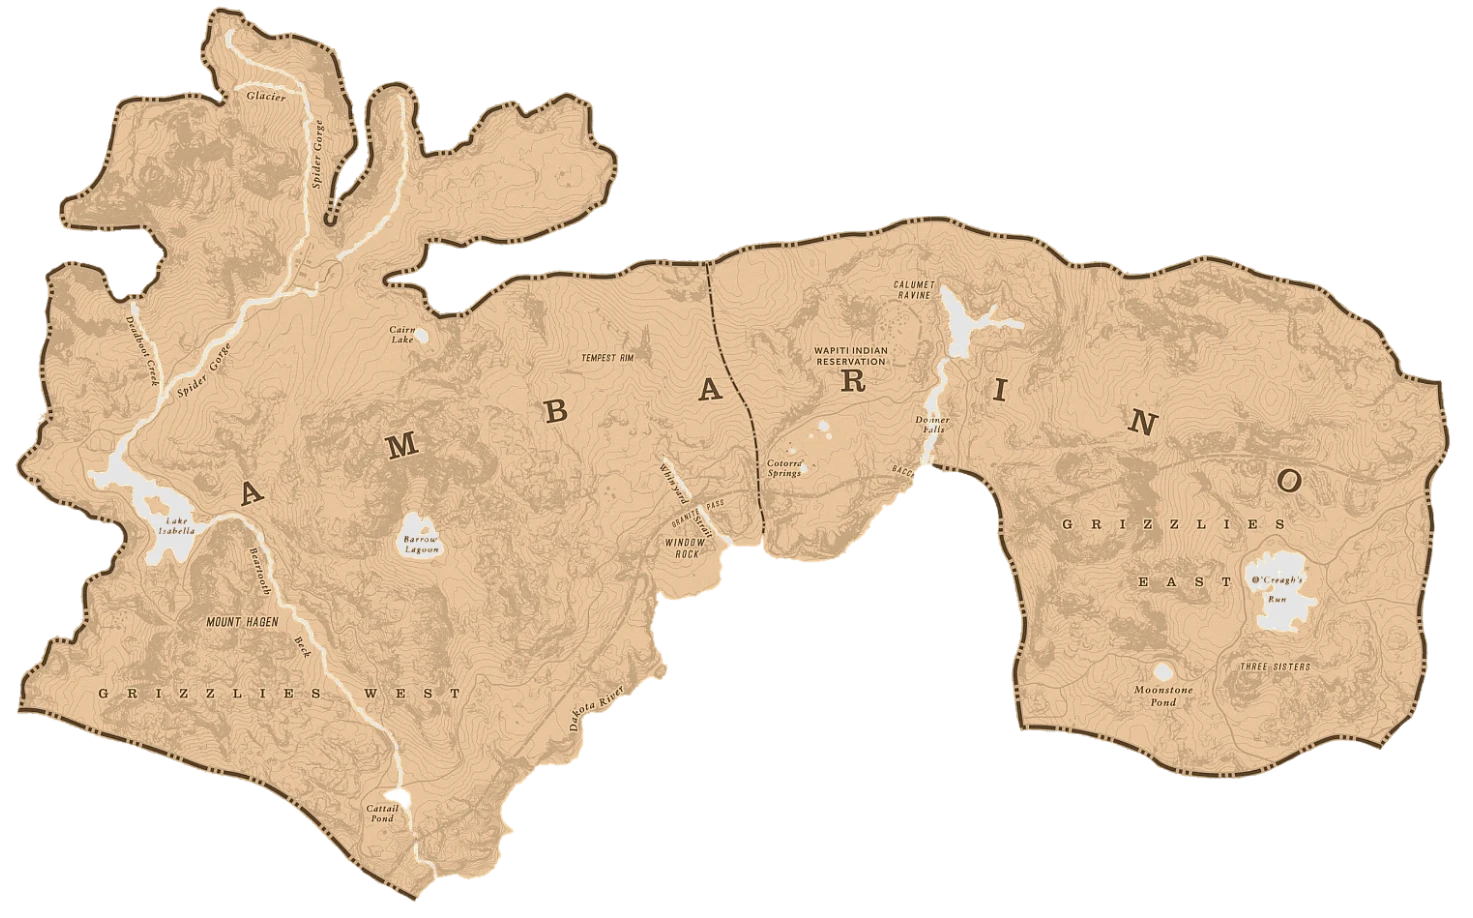 Glacier
Spider Gorge
Deadboot Creek
Spider Gorge
Cairn
Lake
TEMPEST RIM
CALUMET
RAVINE
WAPITI INDIAN
RESERVATION
AMBARINO
Donner
Falls
Cotorra
Springs
BACCH
Whinyard Strait
GRANITE PASS
WINDOW
ROCK
Lake
Isabella
Barrow
Lagoon
Beartooth Beck
MOUNT HAGEN
GRIZZLIES WEST
Dakota River
Cattail
Pond
GRIZZLIES
EAST
O'Creagh's
Run
THREE SISTERS
Moonstone
Pond